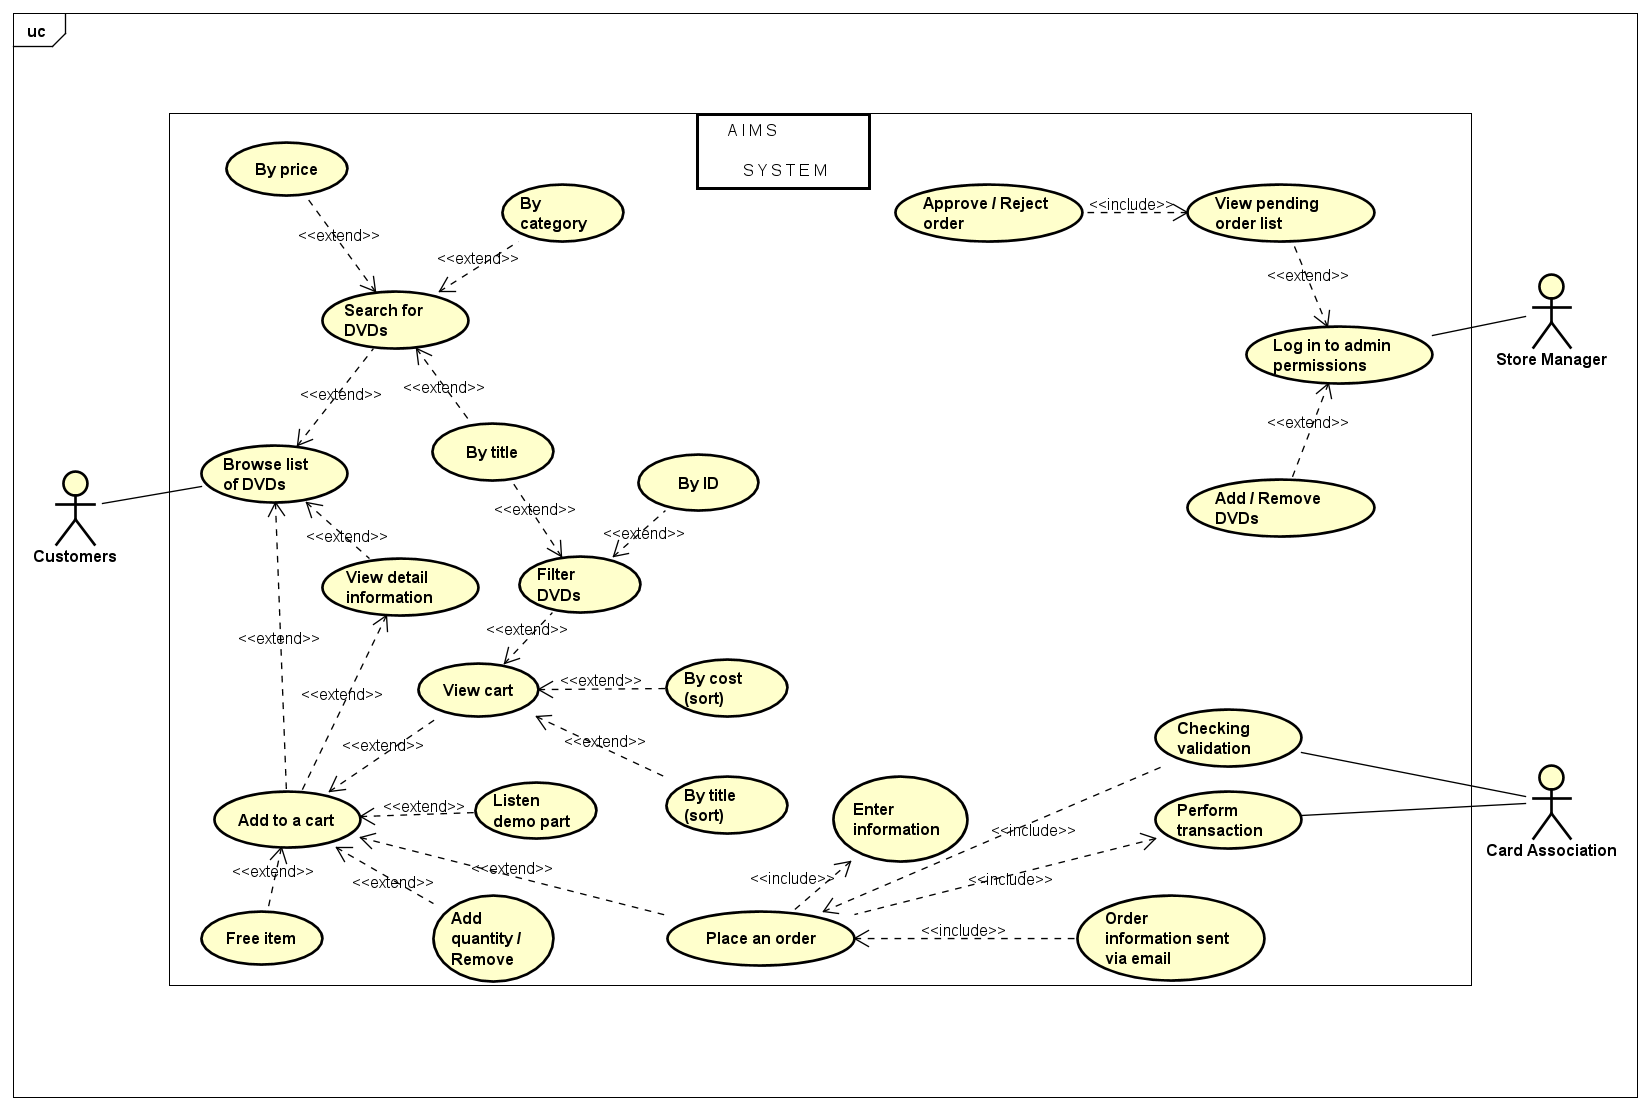 uc
AIMS
SYSTEM
By price
By
category
<<extend>>
<<extend>>
Search for
DVDs
<<extend>>
<<extend>>
By title
Browse list
of DVDs
By ID
<<extend>>
<<extend>>
<<extend>>
Customers
View detail
information
Filter
DVDs
<<extend>>
<<extend>>
<<extend>>
View cart
<<extend>>
By cost
(sort)
<<extend>>
<<extend>>
By title
(sort)
Add to a cart
<<extend>>
Listen
demo part
<<extend>>
<<extend>>
<<extend>>
Free item
Add
quantity /
Remove
Approve / Reject
order
<<include>>
View pending
order list
<<extend>>
Log in to admin
permissions
Store Manager
<<extend>>
Add / Remove
DVDs
Checking
validation
Enter
information
<<include>>
Perform
transaction
Card Association
<<include>>
<<include>>
Place an order
<<include>>
Order
information sent
via email